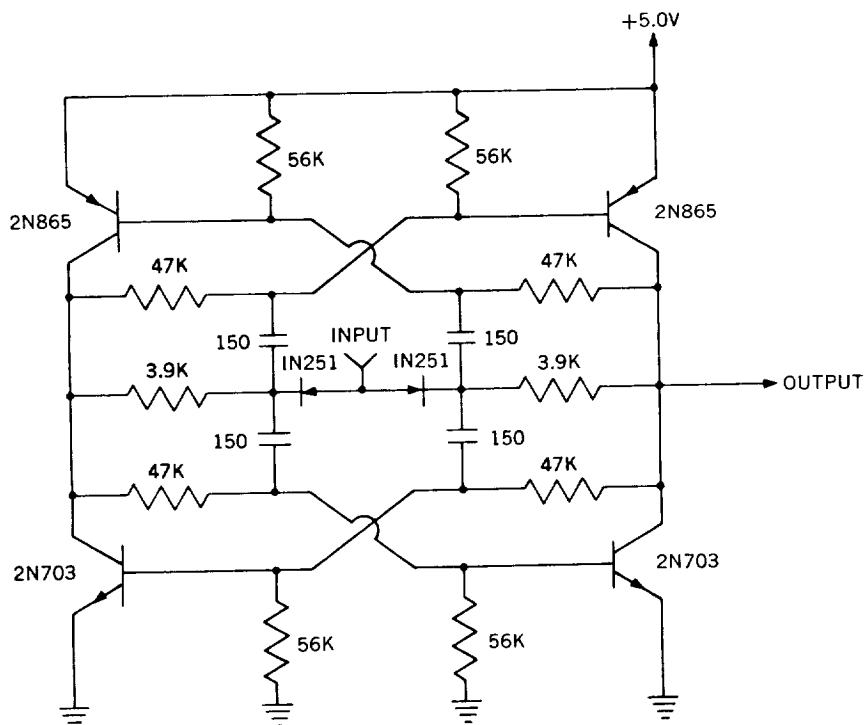 +5.0V
56K 56K
2N865 2N865
47K 47K
150 INPUT 150
IN251 IN251
3.9K 3.9K
OUTPUT
150 150
47K 47K
2N703 2N703
56K 56K